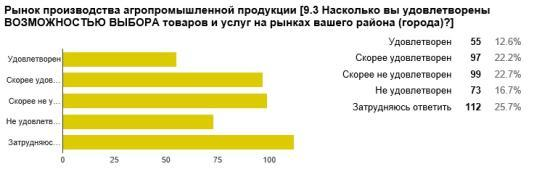 Рынок производства агропромышленной продукции [9.3 Насколько вы удовлетворены
ВОЗМОЖНОСТЬЮ ВЫБОРА товаров и услуг на рынках вашего района (города)?]
Удовлетворен
Скорее удов...
Скорее не у...
Не удовлетв...
Затрудняюс...
0 25 50 75 100
Удовлетворен 55 12.6%
Скорее удовлетворен 97 22.2%
Скорее не удовлетворен 99 22.7%
Не удовлетворен 73 16.7%
Затрудняюсь ответить 112 25.7%